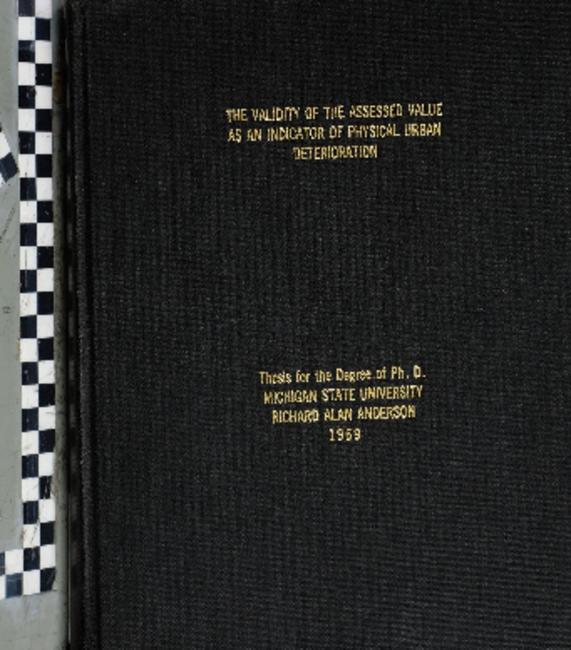 THE VALIDITY OF THE ASSESSED VALUE
AS AN INDICATOR OF PHYSICAL URBAN
DETERIORATION
Thesis for the Degree of Ph. D.
MICHIGAN STATE UNIVERSITY
RICHARD ALAN ANDERSON
1969